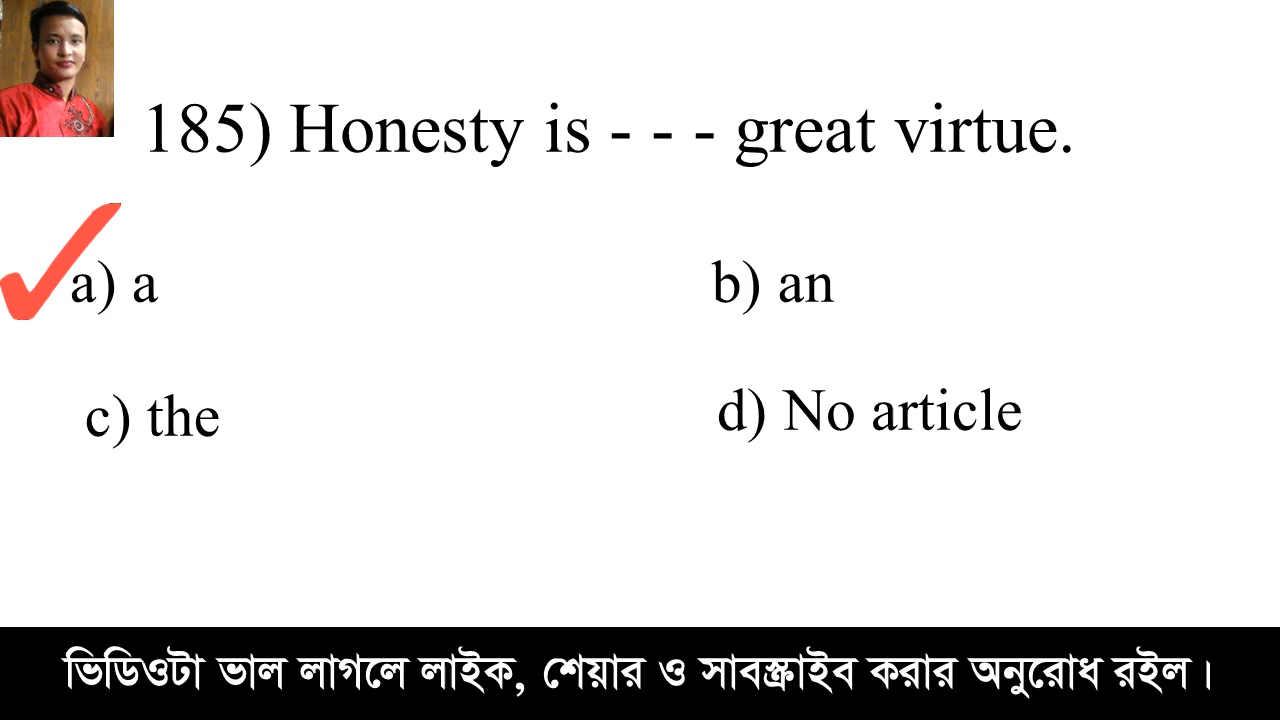 185) Honesty is - - - great virtue.
a) a
b) an
c) the
d) No article
ভিডিওটা ভাল লাগলে লাইক, শেয়ার ও সাবস্ক্রাইব করার অনুরোধ রইল।